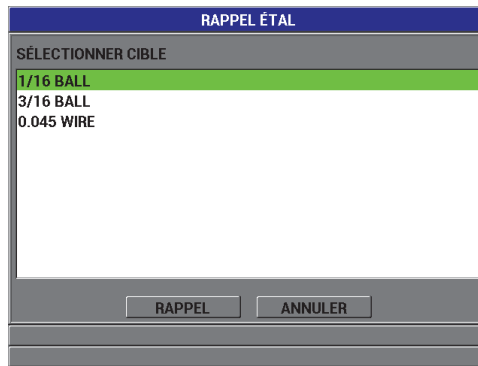 RAPPEL ÉTAL
SÉLECTIONNER CIBLE
1/16 BALL
3/16 BALL
0.045 WIRE
RAPPEL ANNULER